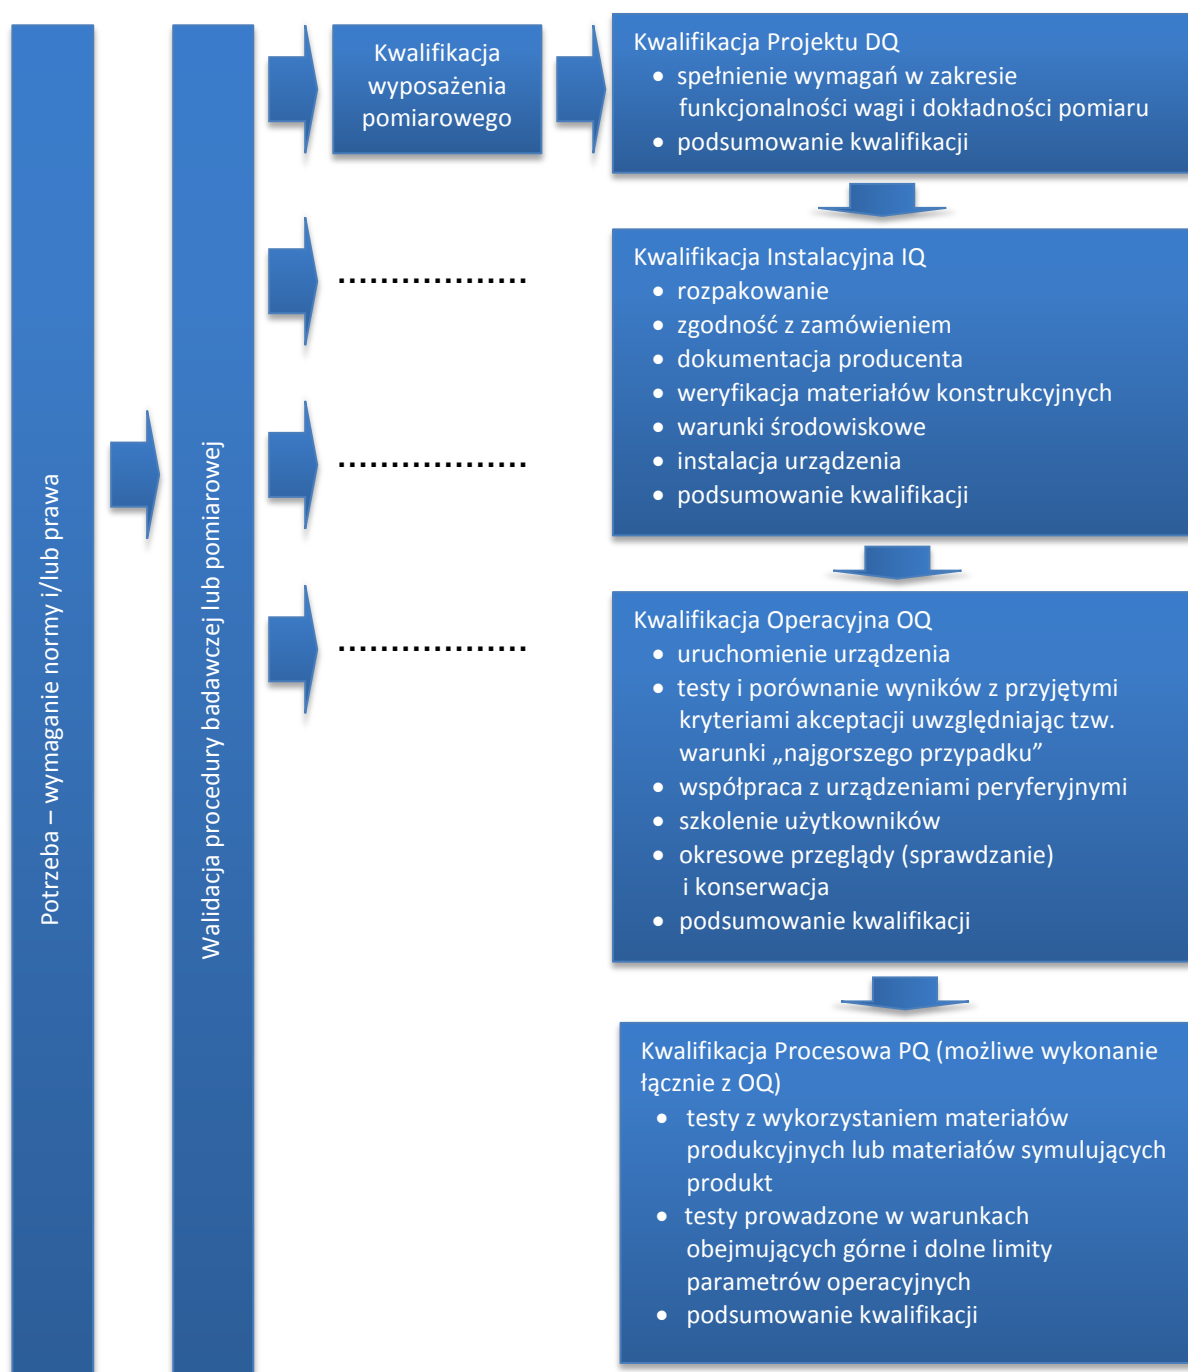 Potrzeba – wymaganie normy i/lub prawa
Walidacja procedury badawczej lub pomiarowej
Kwalifikacja
wyposażenia
pomiarowego
..................
..................
..................
Kwalifikacja Projektu DQ
• spełnienie wymagań w zakresie
funkcjonalności wagi i dokładności pomiaru
• podsumowanie kwalifikacji
Kwalifikacja Instalacyjna IQ
• rozpakowanie
• zgodność z zamówieniem
• dokumentacja producenta
• weryfikacja materiałów konstrukcyjnych
• warunki środowiskowe
• instalacja urządzenia
• podsumowanie kwalifikacji
Kwalifikacja Operacyjna OQ
• uruchomienie urządzenia
• testy i porównanie wyników z przyjętymi
kryteriami akceptacji uwzględniając tzw.
warunki „najgorszego przypadku”
• współpraca z urządzeniami peryferyjnymi
• szkolenie użytkowników
• okresowe przeglądy (sprawdzanie)
i konserwacja
• podsumowanie kwalifikacji
Kwalifikacja Procesowa PQ (możliwe wykonanie
łącznie z OQ)
• testy z wykorzystaniem materiałów
produkcyjnych lub materiałów symulujących
produkt
• testy prowadzone w warunkach
obejmujących górne i dolne limity
parametrów operacyjnych
• podsumowanie kwalifikacji